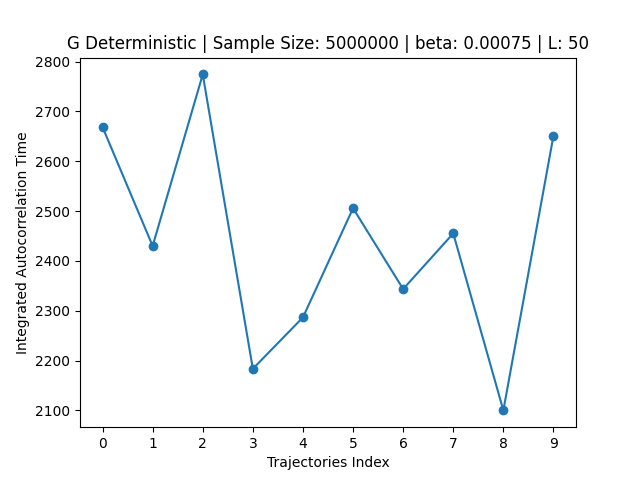 G Deterministic | Sample Size: 5000000 | beta: 0.00075 | L: 50
2800
2700
2600
2500
2400
2300
2200
2100
Integrated Autocorrelation Time
0 1 2 3 4 5 6 7 8 9
Trajectories Index